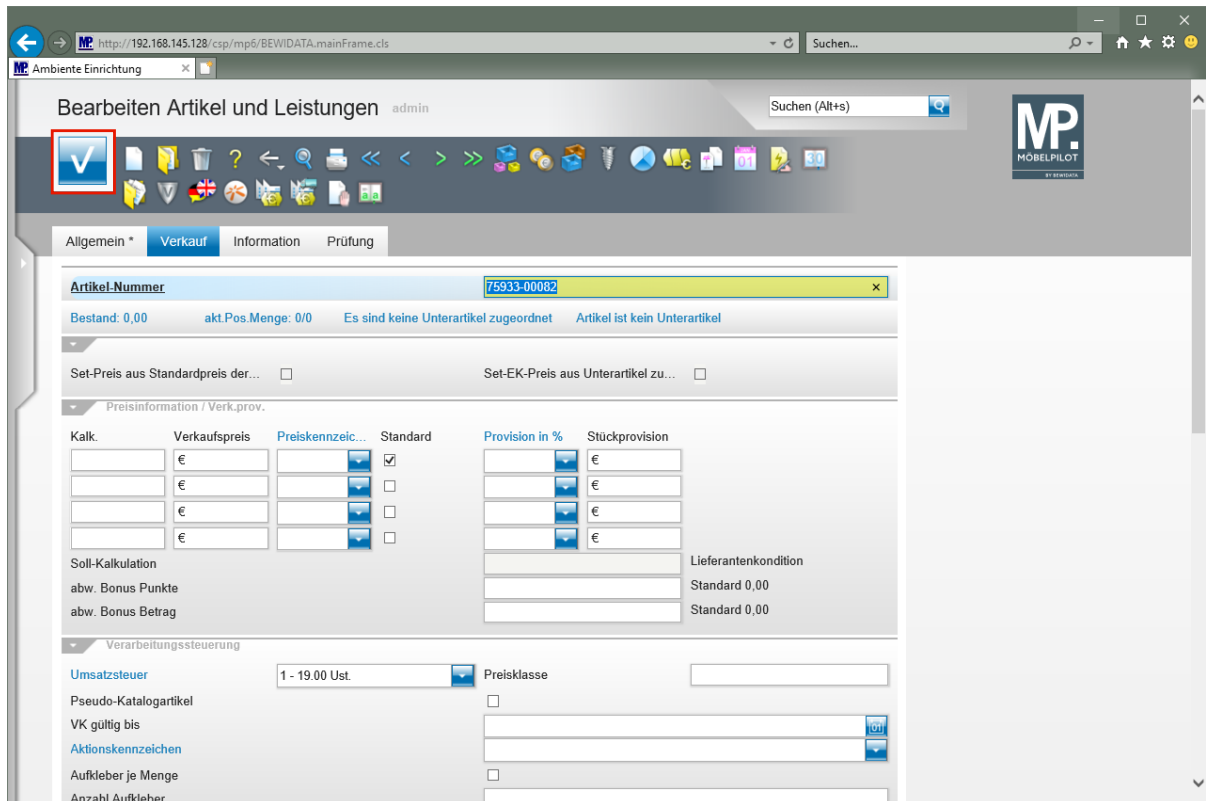 http://192.168.145.128/csp/mp6/BEWIDATA.mainFrame.cls
Suchen...
MP. Ambiente Einrichtung
Bearbeiten Artikel und Leistungen admin
Suchen (Alt+s)
MP.
MÖBELPILOT
BY BEWIDATA
Allgemein * Verkauf Information Prüfung
Artikel-Nummer 75933-00082
Bestand: 0,00 akt.Pos.Menge: 0/0 Es sind keine Unterartikel zugeordnet Artikel ist kein Unterartikel
Set-Preis aus Standardpreis der... Set-EK-Preis aus Unterartikel zu...
Preisinformation / Verk.prov.
Kalk. Verkaufspreis Preiskennzeic... Standard Provision in % Stückprovision
€ €
€ €
€ €
€ €
Soll-Kalkulation Lieferantenkondition
abw. Bonus Punkte Standard 0,00
abw. Bonus Betrag Standard 0,00
Verarbeitungssteuerung
Umsatzsteuer 1 - 19.00 Ust. Preisklasse
Pseudo-Katalogartikel
VK gültig bis
Aktionskennzeichen
Aufkleber je Menge
Anzahl Aufkleber